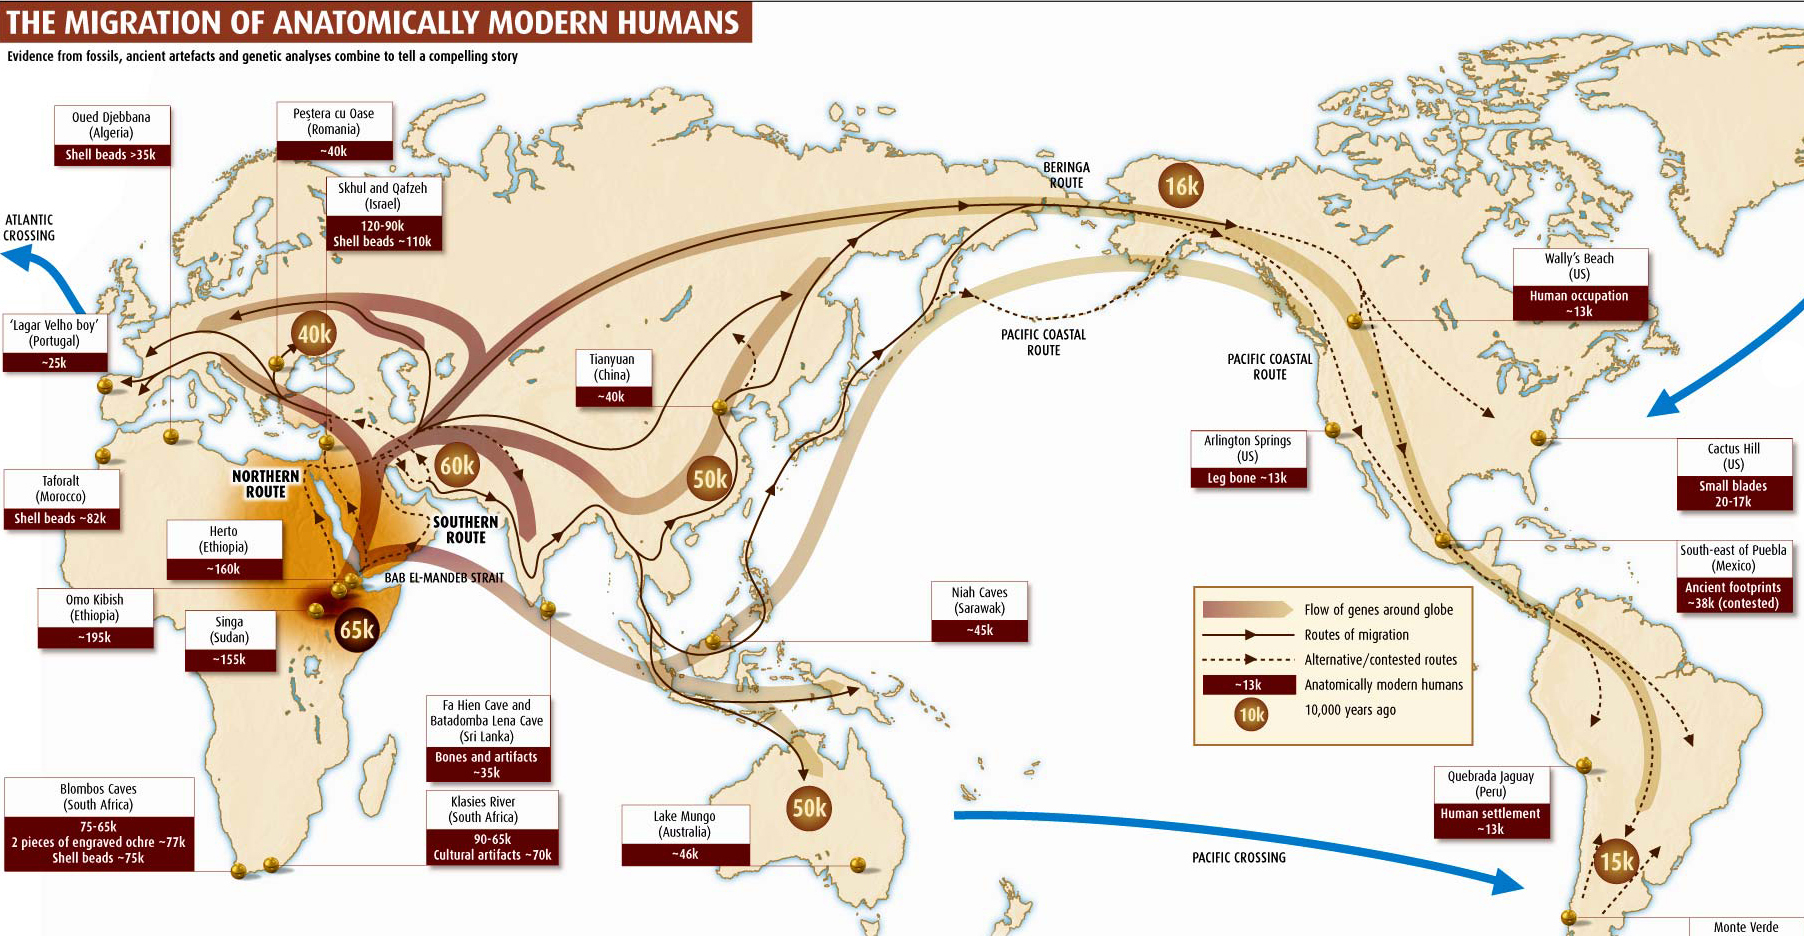 THE MIGRATION OF ANATOMICALLY MODERN HUMANS
Evidence from fossils, ancient artefacts and genetic analyses combine to tell a compelling story
Oued Djebbana
(Algeria)
Shell beads >35k
Peştera cu Oase
(Romania)
~40k
Skhul and Qafzeh
(Israel)
120-90k
Shell beads ~110k
ATLANTIC
CROSSING
'Lagar Velho boy'
(Portugal)
~25k
40k
BERINGA
ROUTE
16k
Wally's Beach
(US)
Human occupation
~13k
PACIFIC COASTAL
ROUTE
PACIFIC COASTAL
ROUTE
Tianyuan
(China)
~40k
Arlington Springs
(US)
Leg bone ~13k
Cactus Hill
(US)
Small blades
20-17k
Taforalt
(Morocco)
Shell beads ~82k
NORTHERN
ROUTE
60k
50k
SOUTHERN
ROUTE
Herto
(Ethiopia)
~160k
BAB EL-MANDEB STRAIT
South-east of Puebla
(Mexico)
Ancient footprints
~38k (contested)
Omo Kibish
(Ethiopia)
~195k
Singa
(Sudan)
~155k
65k
Niah Caves
(Sarawak)
~45k
Flow of genes around globe
Routes of migration
Alternative/contested routes
~13k
Anatomically modern humans
10k
10,000 years ago
Fa Hien Cave and
Batadomba Lena Cave
(Sri Lanka)
Bones and artifacts
~35k
Blombos Caves
(South Africa)
75-65k
2 pieces of engraved ochre ~77k
Shell beads ~75k
Klasies River
(South Africa)
90-65k
Cultural artifacts ~70k
Lake Mungo
(Australia)
~46k
50k
PACIFIC CROSSING
Quebrada Jaguay
(Peru)
Human settlement
~13k
15k
Monte Verde